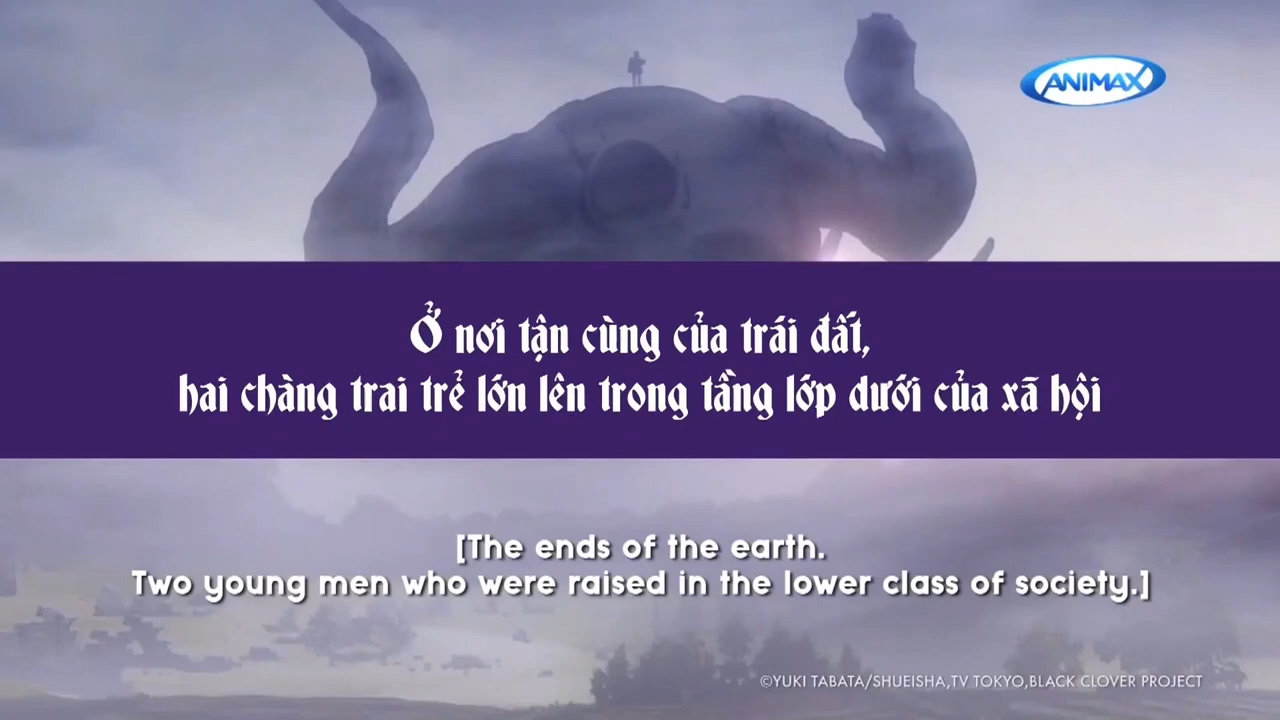 ANIMAX
Ở nơi tận cùng của trái đất,
hai chàng trai trẻ lớn lên trong tầng lớp dưới của xã hội
[The ends of the earth.
Two young men who were raised in the lower class of society.]
©YUKI TABATA/SHUEISHA,TV TOKYO,BLACK CLOVER PROJECT